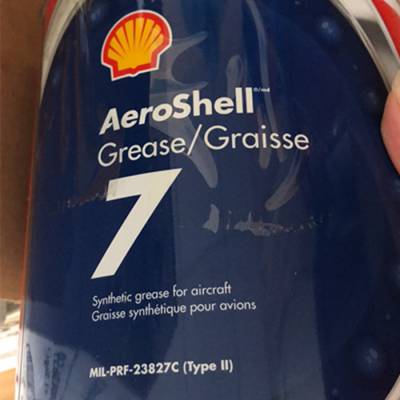 AeroShell
Grease/Graisse
7
Synthetic grease for aircraft
Graisse synthétique pour avions
MIL-PRF-23827C (Type II)